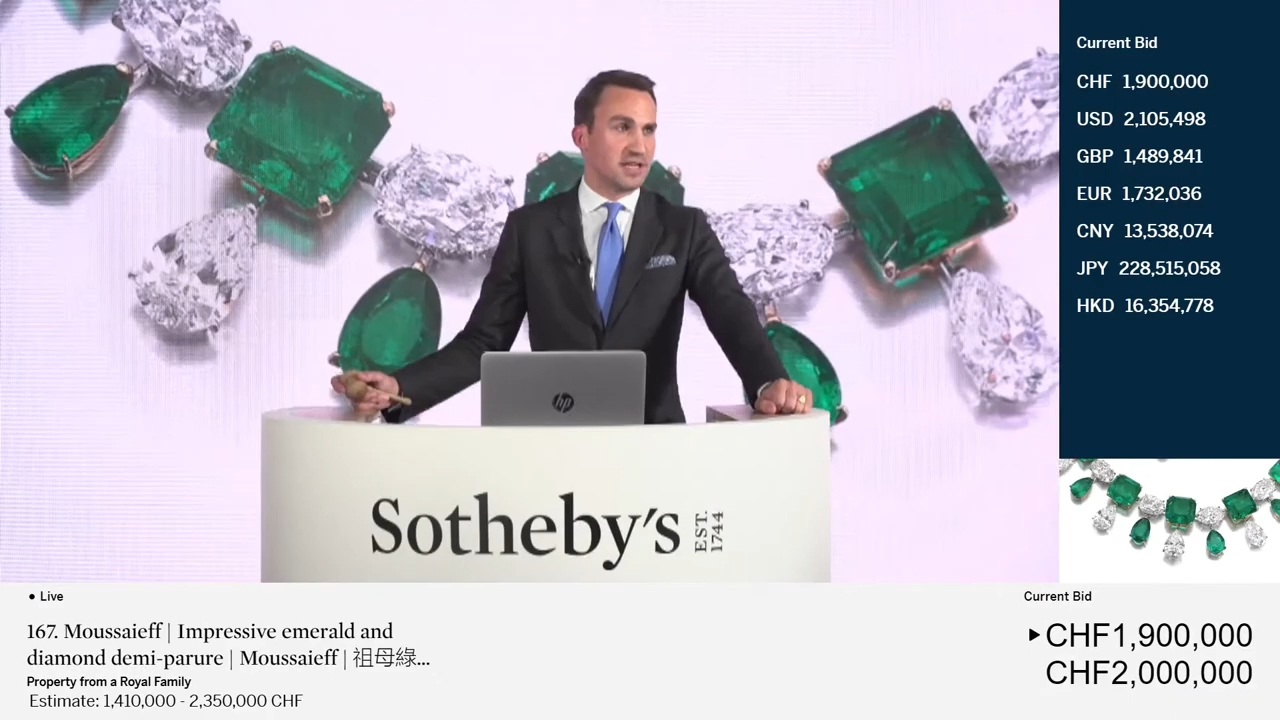 Current Bid
CHF 1,900,000
USD 2,105,498
GBP 1,489,841
EUR 1,732,036
CNY 13,538,074
JPY 228,515,058
HKD 16,354,778
hp
Sotheby's
EST.
1744
• Live
167. Moussaieff | Impressive emerald and
diamond demi-parure | Moussaieff | 祖母綠...
Property from a Royal Family
Estimate: 1,410,000 - 2,350,000 CHF
Current Bid
CHF1,900,000
CHF2,000,000